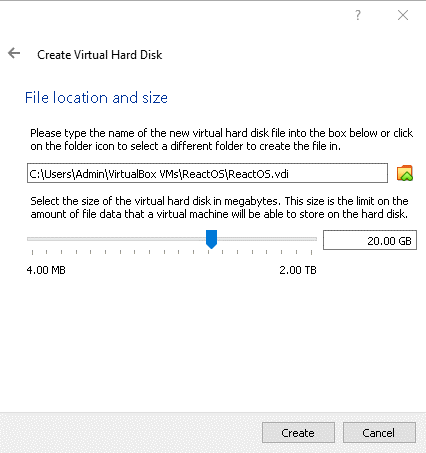 ?
Create Virtual Hard Disk
File location and size
Please type the name of the new virtual hard disk file into the box below or click
on the folder icon to select a different folder to create the file in.
C:\Users\Admin\VirtualBox VMs\ReactOS\ReactOS.vdi
Select the size of the virtual hard disk in megabytes. This size is the limit on the
amount of file data that a virtual machine will be able to store on the hard disk.
20.00 GB
4.00 MB 2.00 TB
Create Cancel